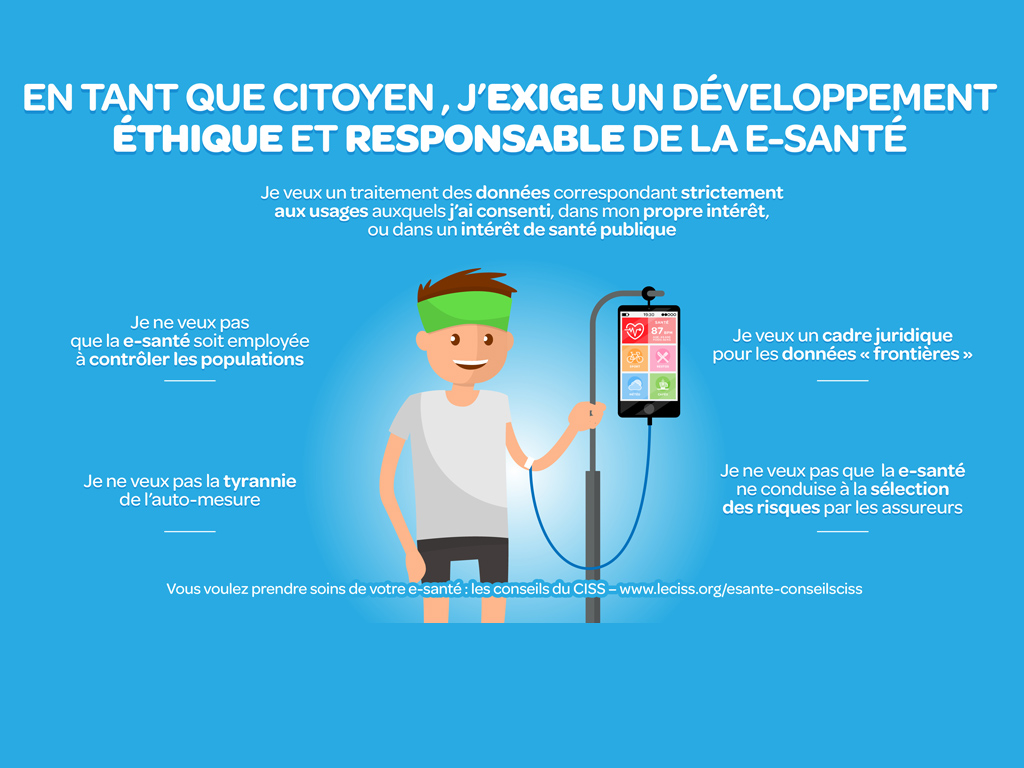 EN TANT QUE CITOYEN , J'EXIGE UN DÉVELOPPEMENT
ÉTHIQUE ET RESPONSABLE DE LA E-SANTÉ
Je veux un traitement des données correspondant strictement
aux usages auxquels j'ai consenti, dans mon propre intérêt,
ou dans un intérêt de santé publique
Je ne veux pas
que la e-santé soit employée
à contrôler les populations
Je ne veux pas la tyrannie
de l'auto-mesure
87
Je veux un cadre juridique
pour les données « frontières »
Je ne veux pas que la e-santé
ne conduise à la sélection
des risques par les assureurs
Vous voulez prendre soins de votre e-santé : les conseils du CISS – www.leciss.org/esante-conseilsciss